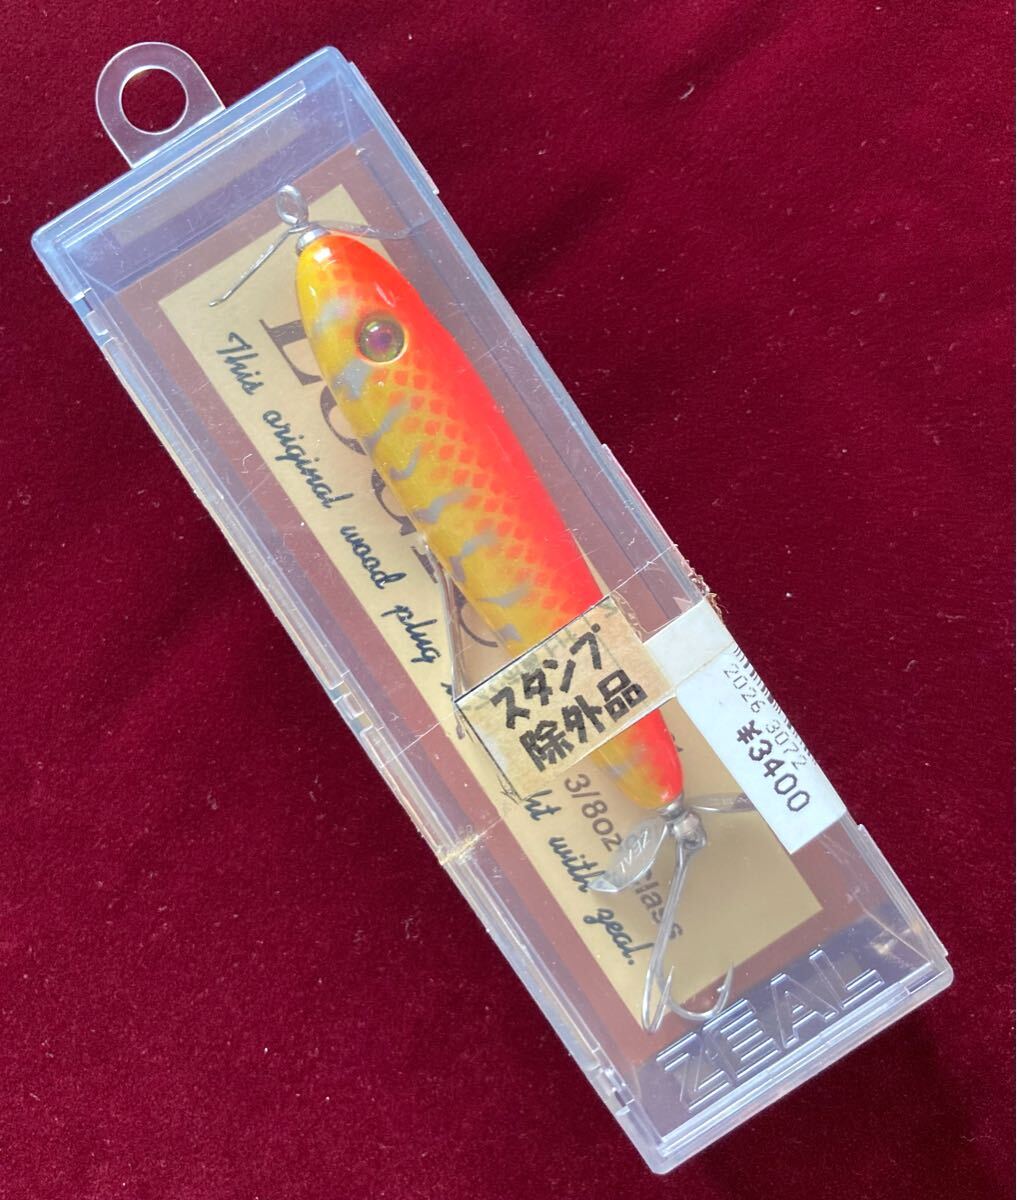 This original wood plug
スタンプ
除外品
2026 3072
¥3400
3/8oz
with zeal.
ZEAL
ZEAL